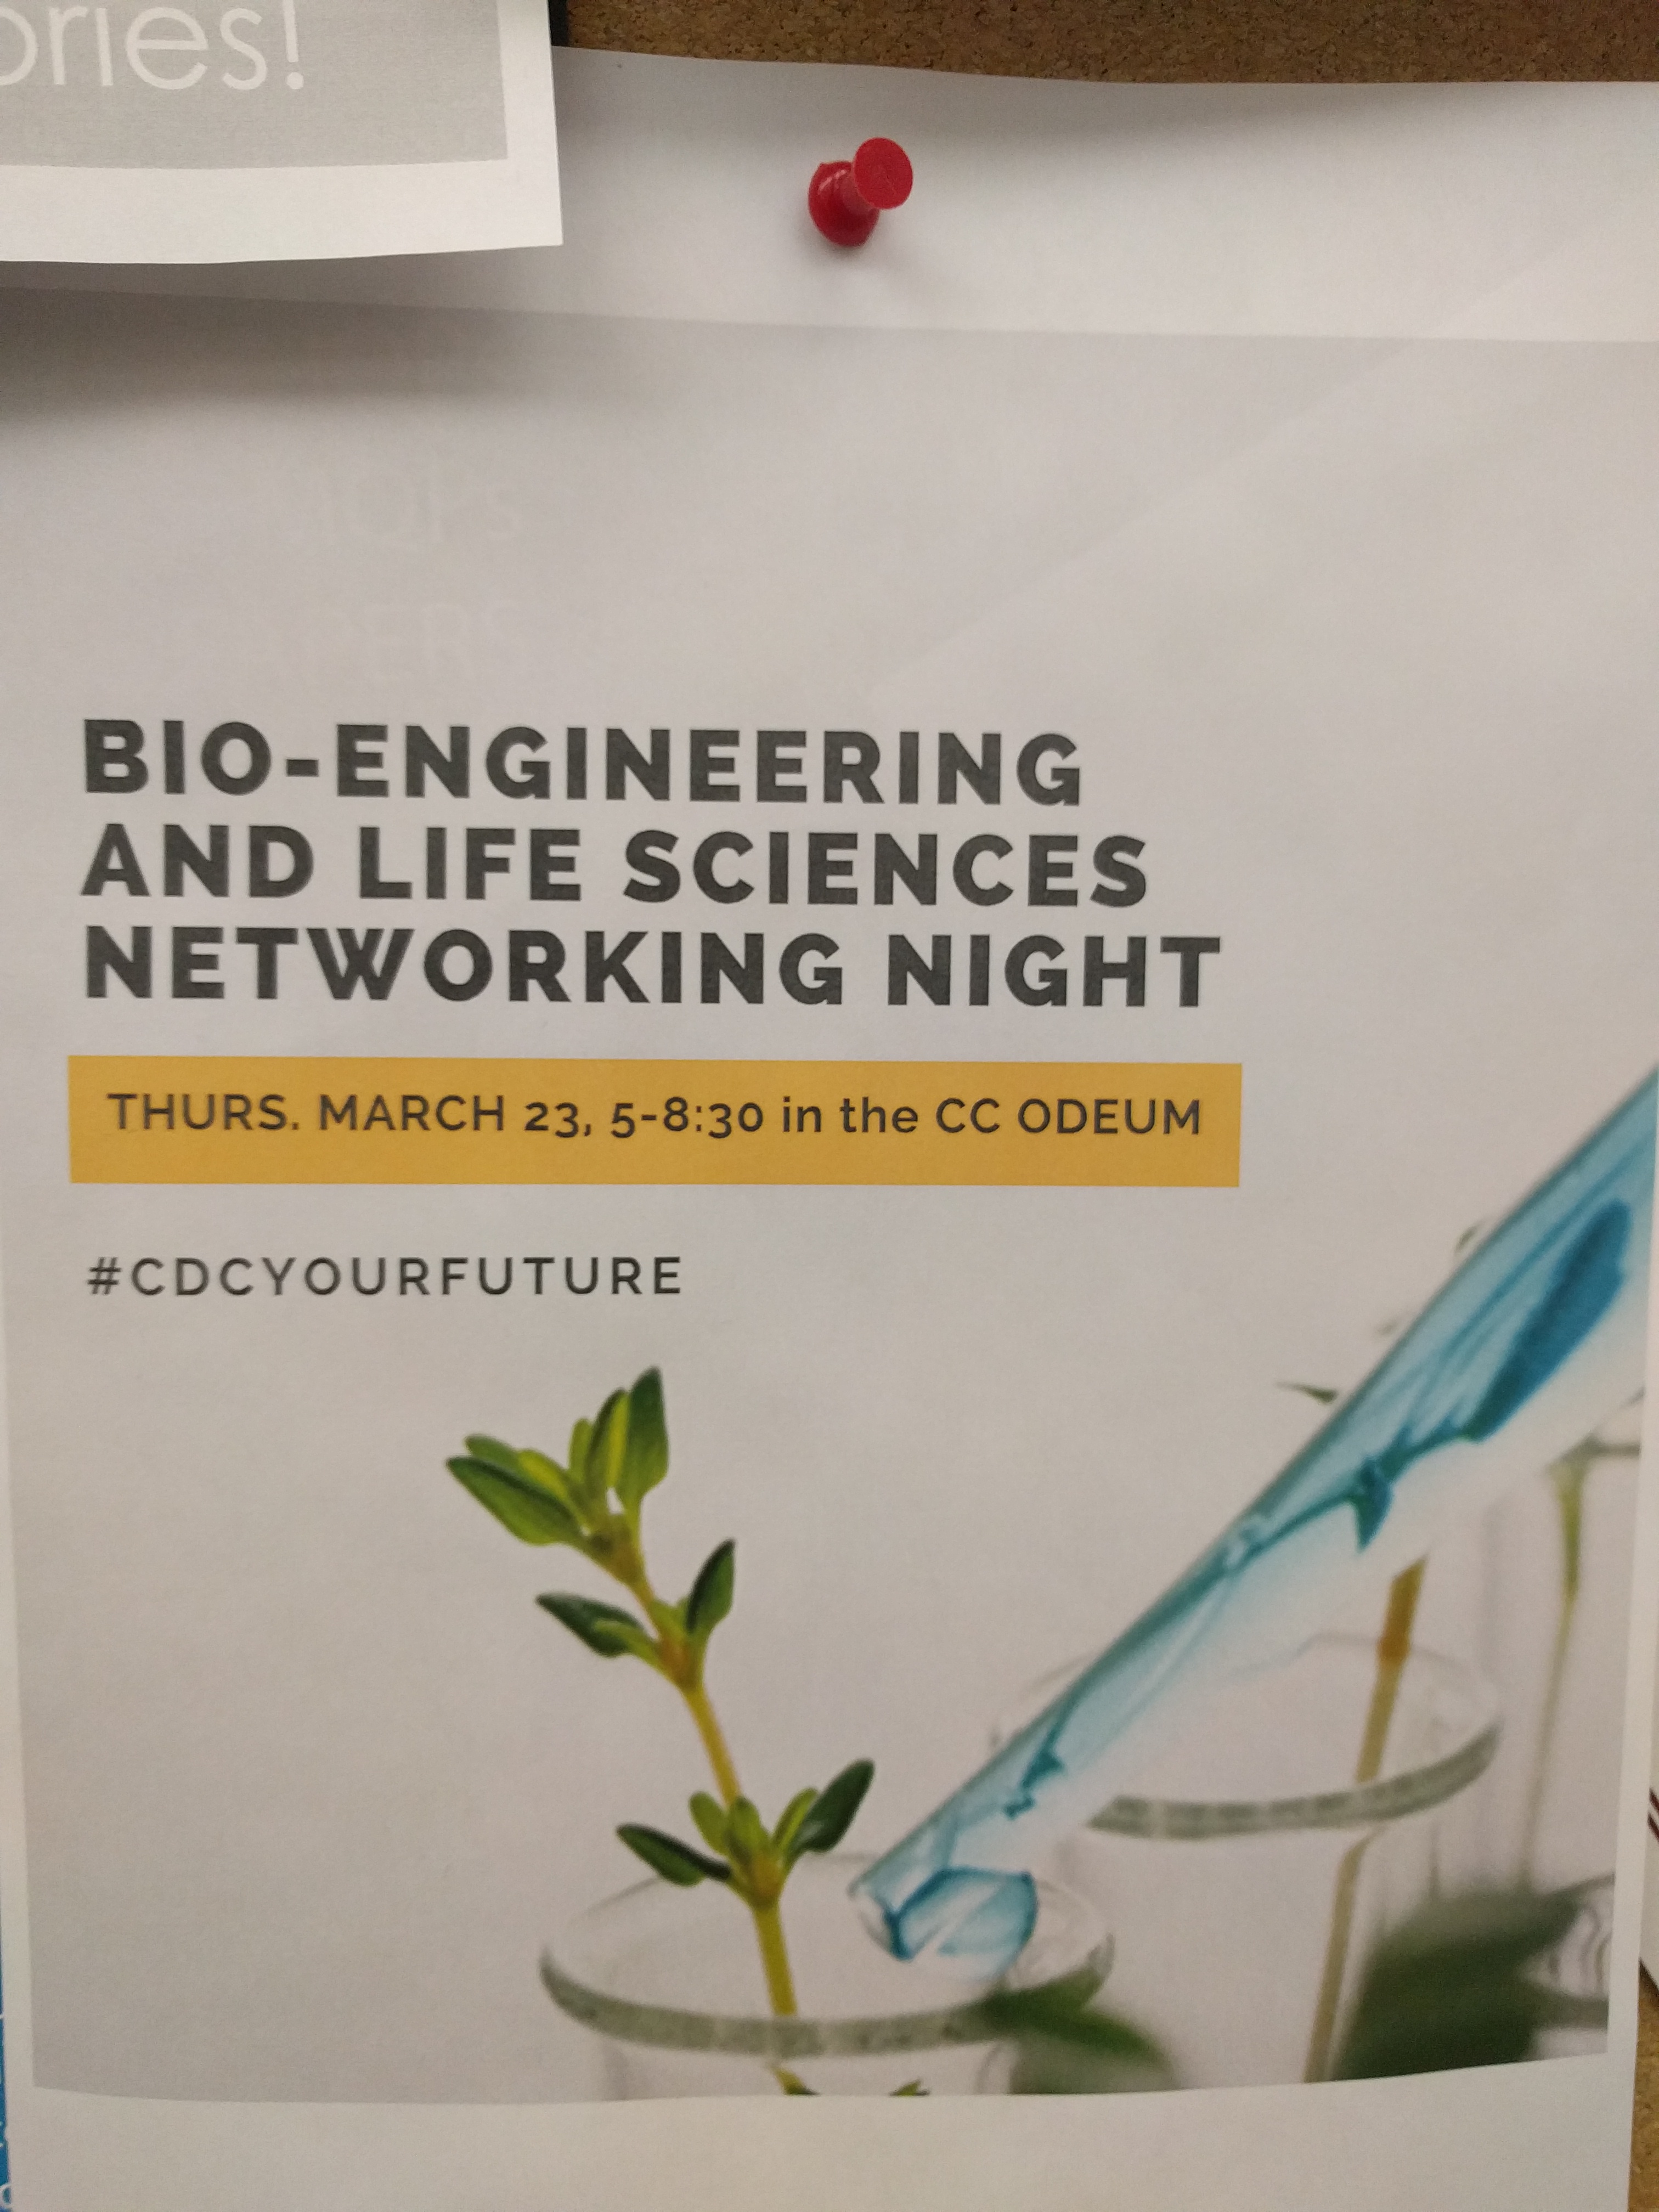 ories!
BIO-ENGINEERING
AND LIFE SCIENCES
NETWORKING NIGHT
THURS. MARCH 23, 5-8:30 in the CC ODEUM
#CDCYOURFUTURE